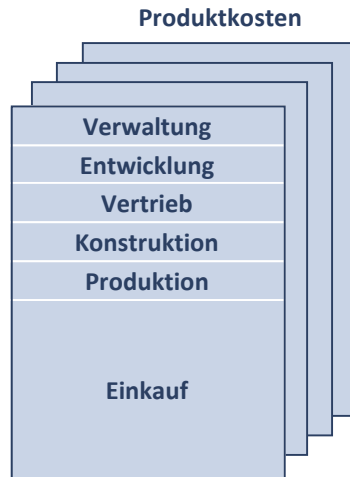 Produktkosten
Verwaltung
Entwicklung
Vertrieb
Konstruktion
Produktion
Einkauf